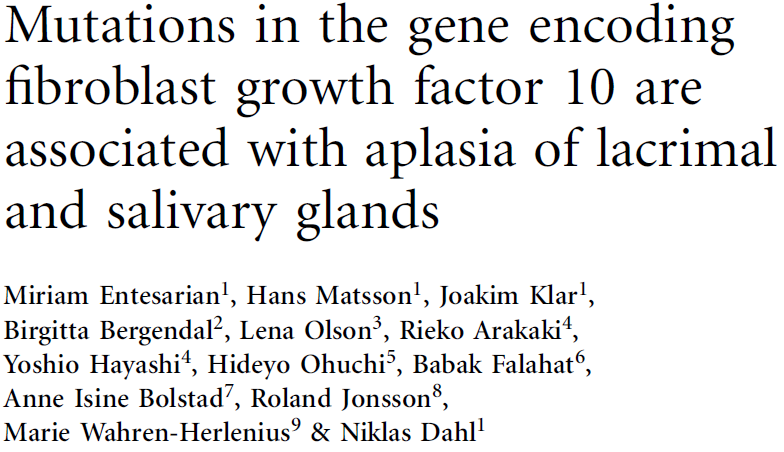 Mutations in the gene encoding
fibroblast growth factor 10 are
associated with aplasia of lacrimal
and salivary glands
Miriam Entesarian¹, Hans Matsson¹, Joakim Klar¹,
Birgitta Bergendal², Lena Olson³, Rieko Arakaki⁴,
Yoshio Hayashi⁴, Hideyo Ohuchi⁵, Babak Falahat⁶,
Anne Isine Bolstad⁷, Roland Jonsson⁸,
Marie Wahren-Herlenius⁹ & Niklas Dahl¹